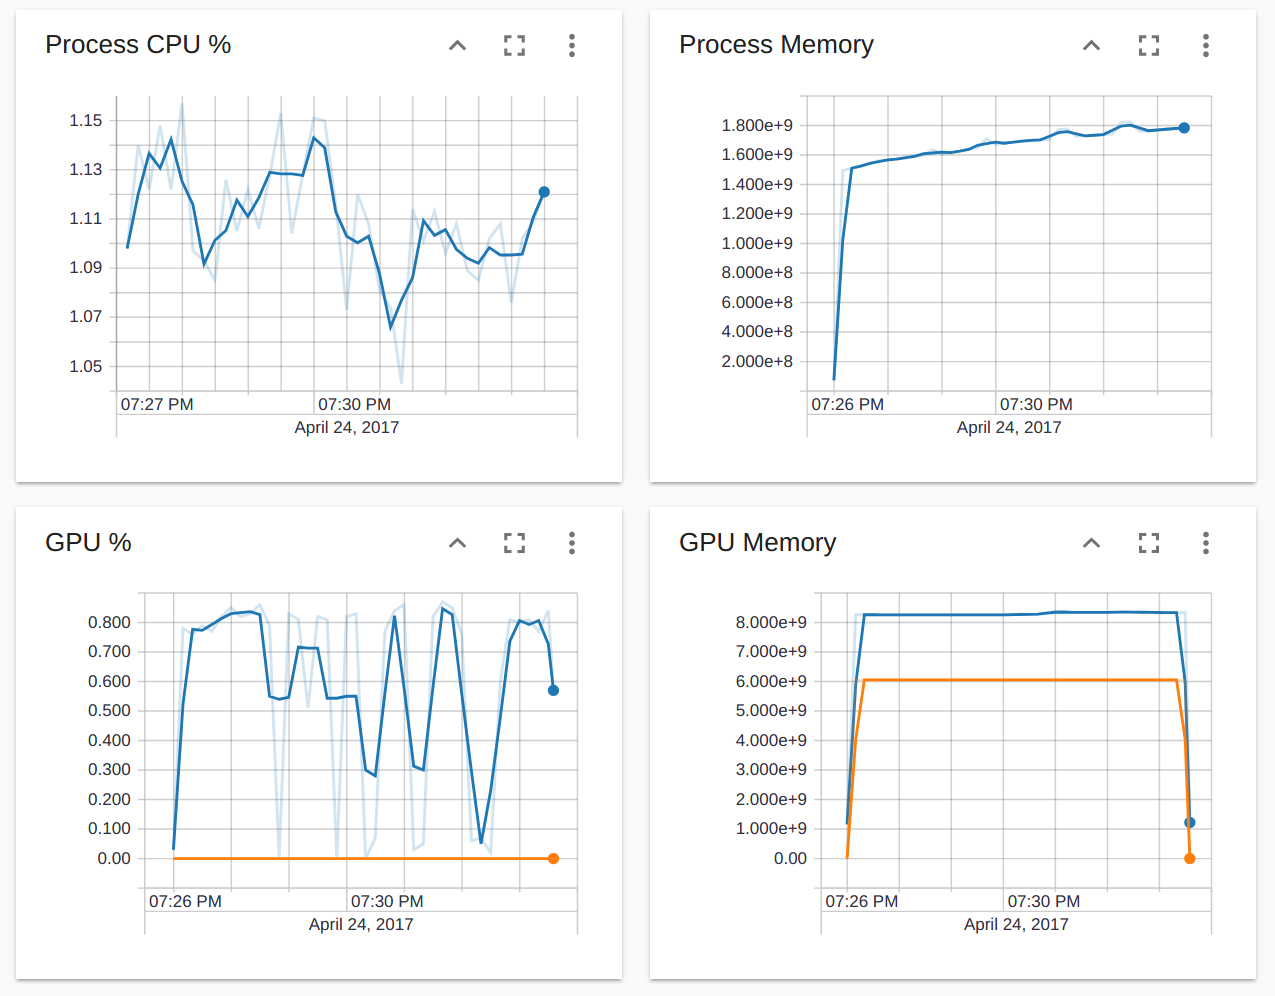 Process CPU %
1.15
1.13
1.11
1.09
1.07
1.05
07:27 PM 07:30 PM
April 24, 2017
Process Memory
1.800e+9
1.600e+9
1.400e+9
1.200e+9
1.000e+9
8.000e+8
6.000e+8
4.000e+8
2.000e+8
07:26 PM 07:30 PM
April 24, 2017
GPU %
0.800
0.700
0.600
0.500
0.400
0.300
0.200
0.100
0.00
07:26 PM 07:30 PM
April 24, 2017
GPU Memory
8.000e+9
7.000e+9
6.000e+9
5.000e+9
4.000e+9
3.000e+9
2.000e+9
1.000e+9
0.00
07:26 PM 07:30 PM
April 24, 2017